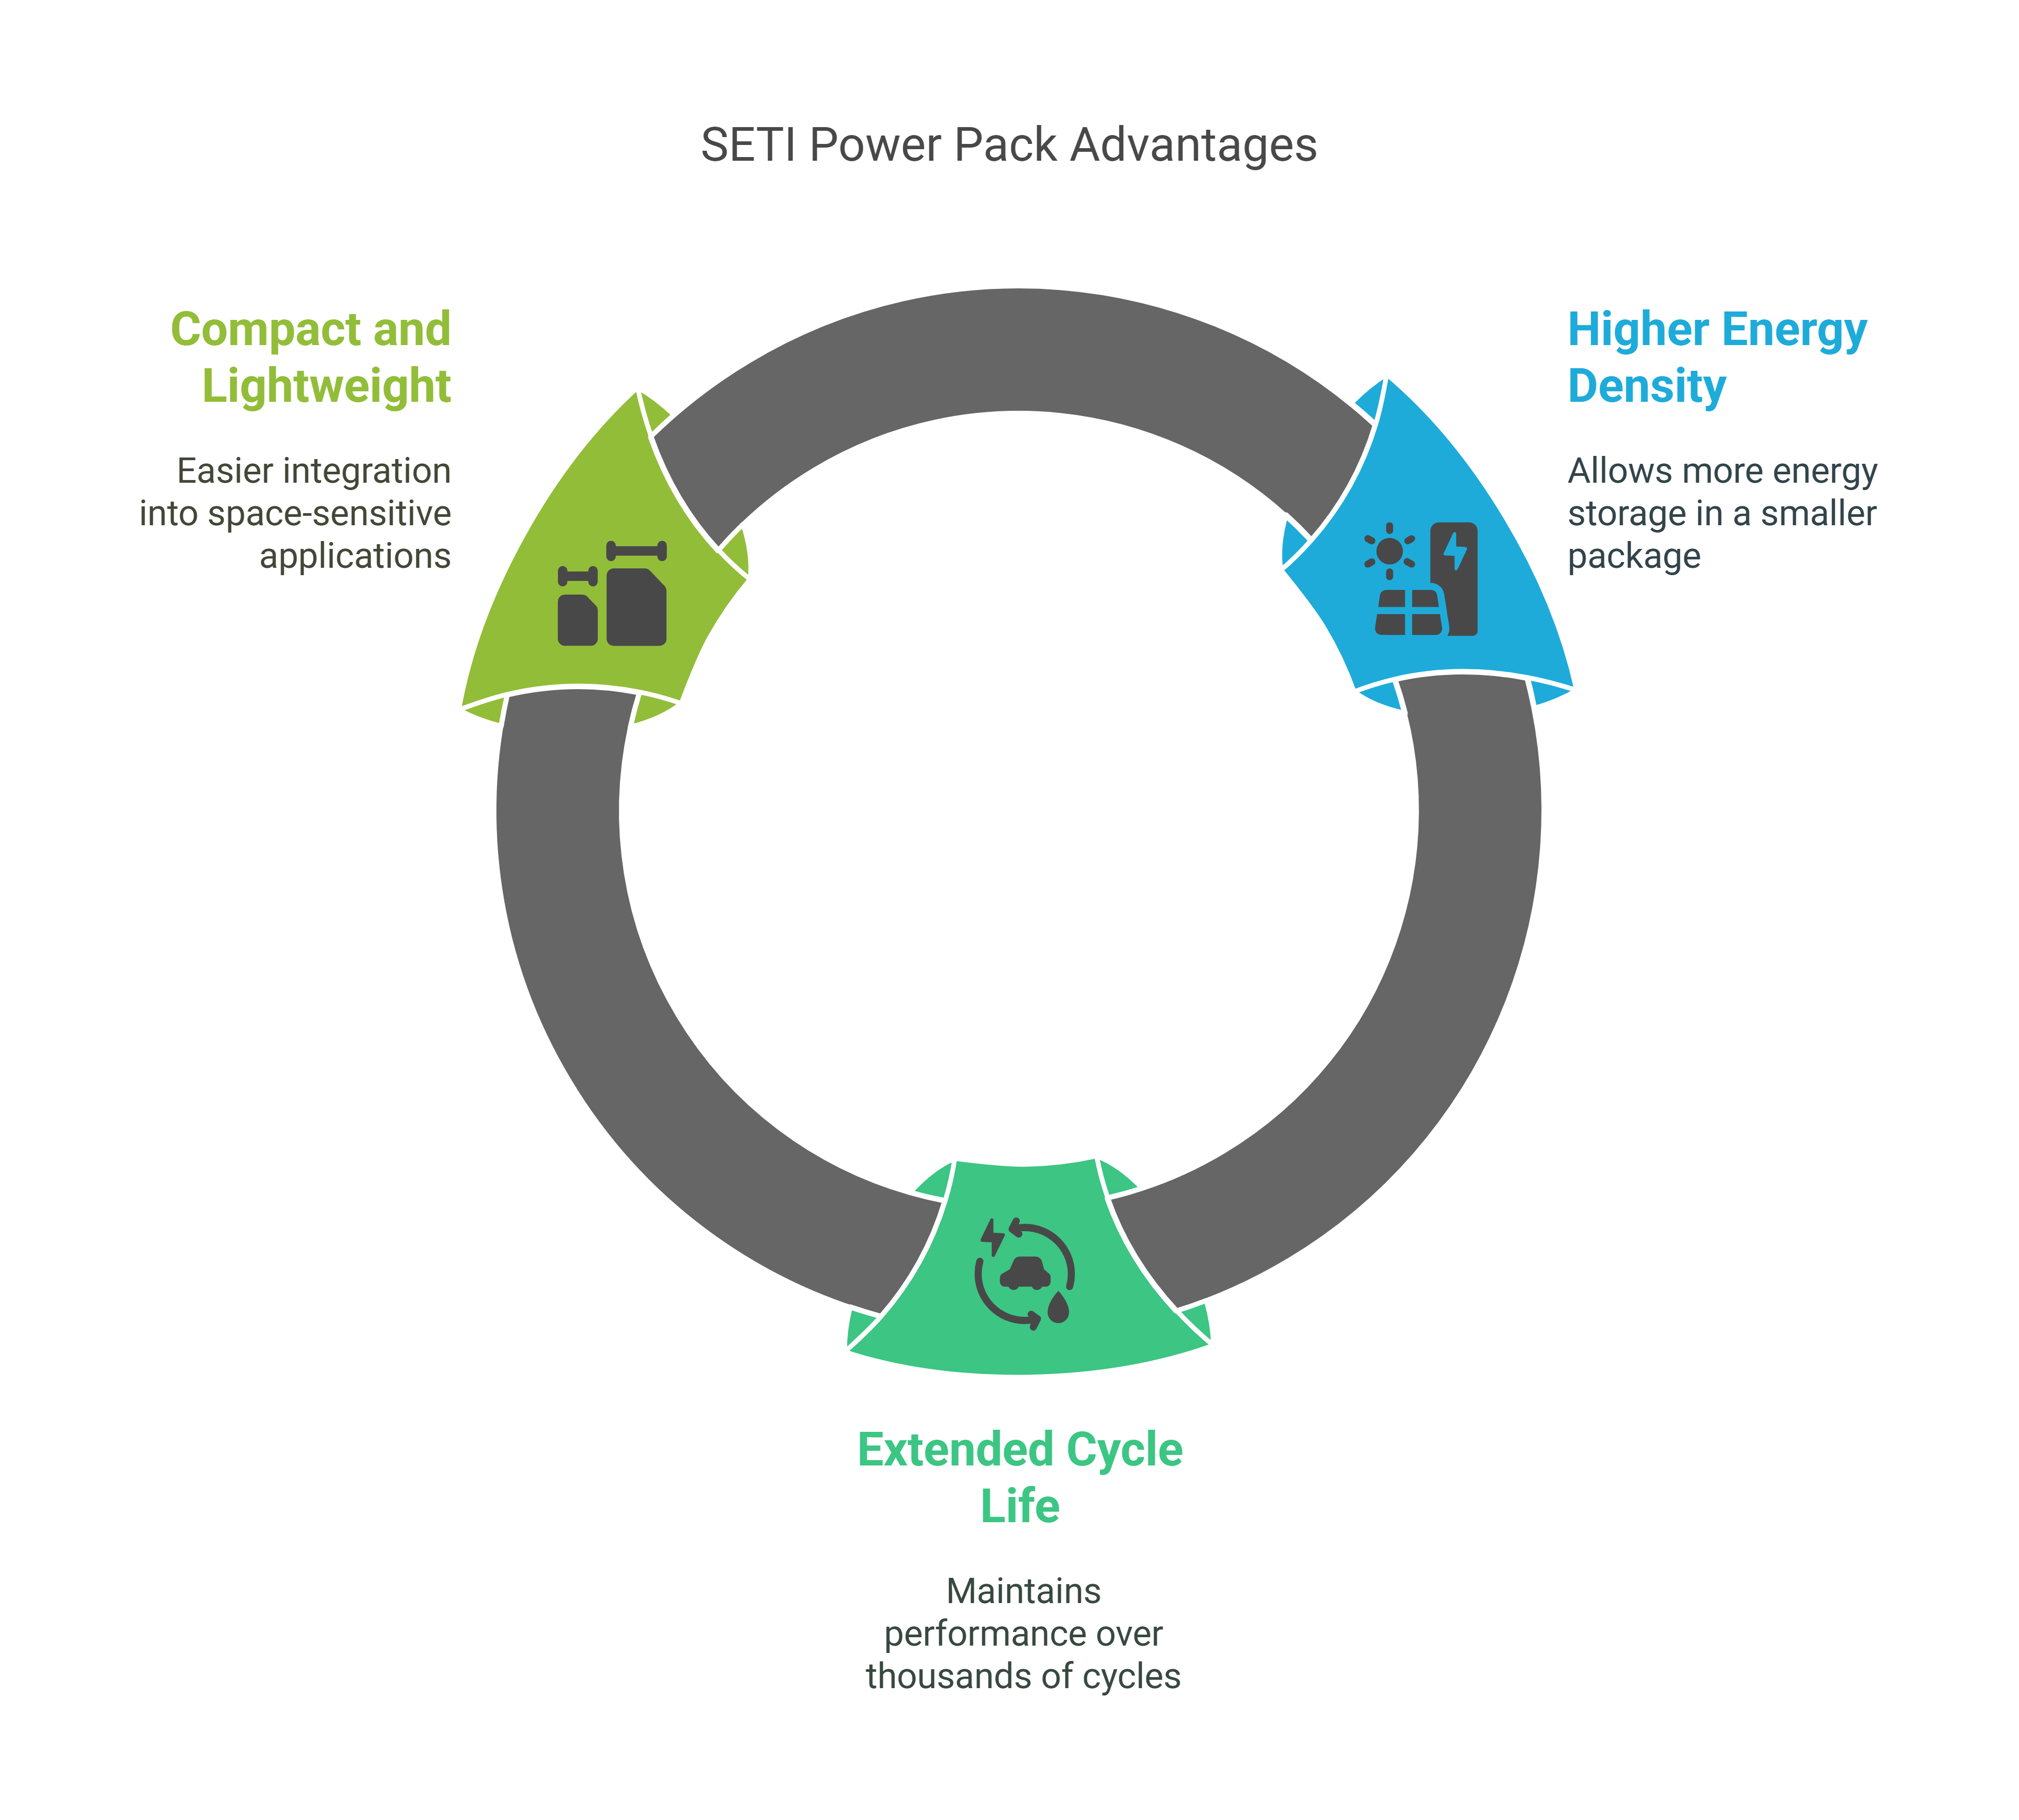 SETI Power Pack Advantages
Compact and
Lightweight
Easier integration
into space-sensitive
applications
Higher Energy
Density
Allows more energy
storage in a smaller
package
Extended Cycle
Life
Maintains
performance over
thousands of cycles